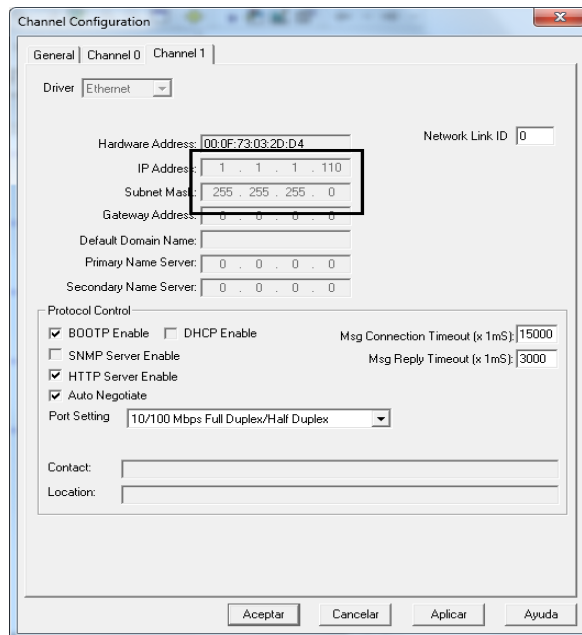 Channel Configuration
General Channel 0 Channel 1
Driver Ethernet
Hardware Address: 00:0F:73:03:2D:D4 Network Link ID 0
IP Address: 1 . 1 . 1 . 110
Subnet Mask: 255 . 255 . 255 . 0
Gateway Address: 0 . 0 . 0 . 0
Default Domain Name:
Primary Name Server: 0 . 0 . 0 . 0
Secondary Name Server: 0 . 0 . 0 . 0
Protocol Control
BOOTP Enable DHCP Enable Msg Connection Timeout (x 1mS): 15000
SNMP Server Enable Msg Reply Timeout (x 1mS): 3000
HTTP Server Enable
Auto Negotiate
Port Setting 10/100 Mbps Full Duplex/Half Duplex
Contact:
Location:
Aceptar Cancelar Aplicar Ayuda